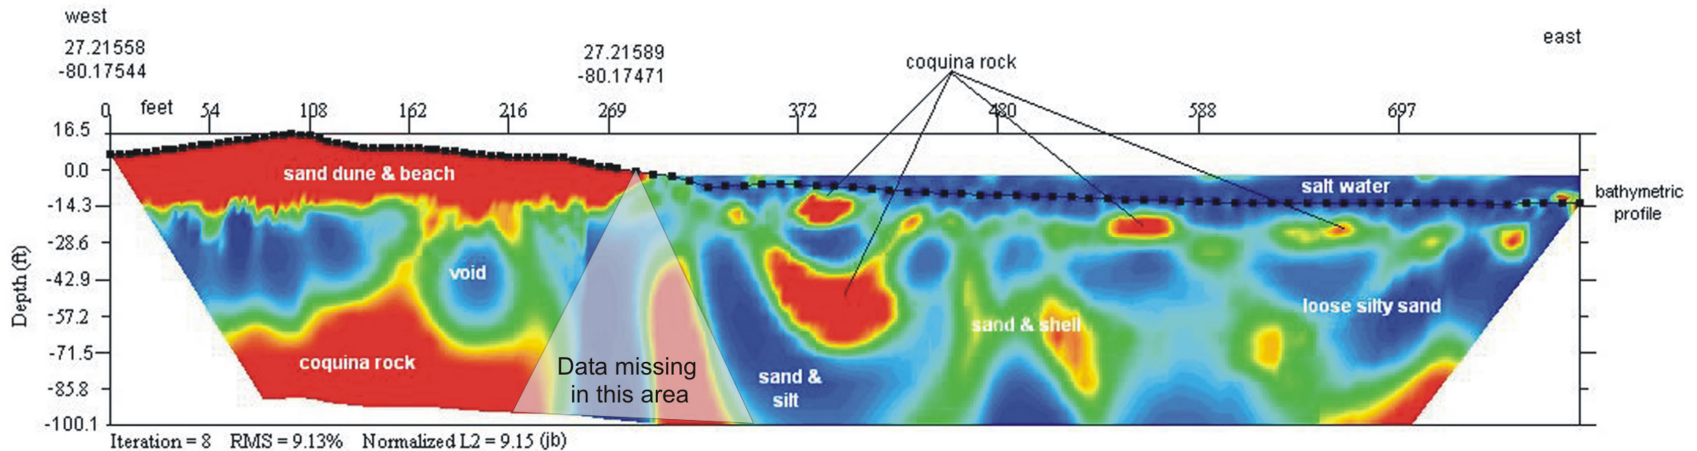 west
27.21558
-80.17544
27.21589
-80.17471
east
coquina rock
0 feet 54 108 162 216 269 372 480 588 697
16.5
0.0
-14.3
-28.6
-42.9
-57.2
-71.5
-85.8
-100.1
Depth (ft)
sand dune & beach
salt water
bathymetric
profile
void
loose silty sand
sand & shell
coquina rock
Data missing
in this area
sand &
silt
Iteration = 8 RMS = 9.13% Normalized L2 = 9.15 (jb)